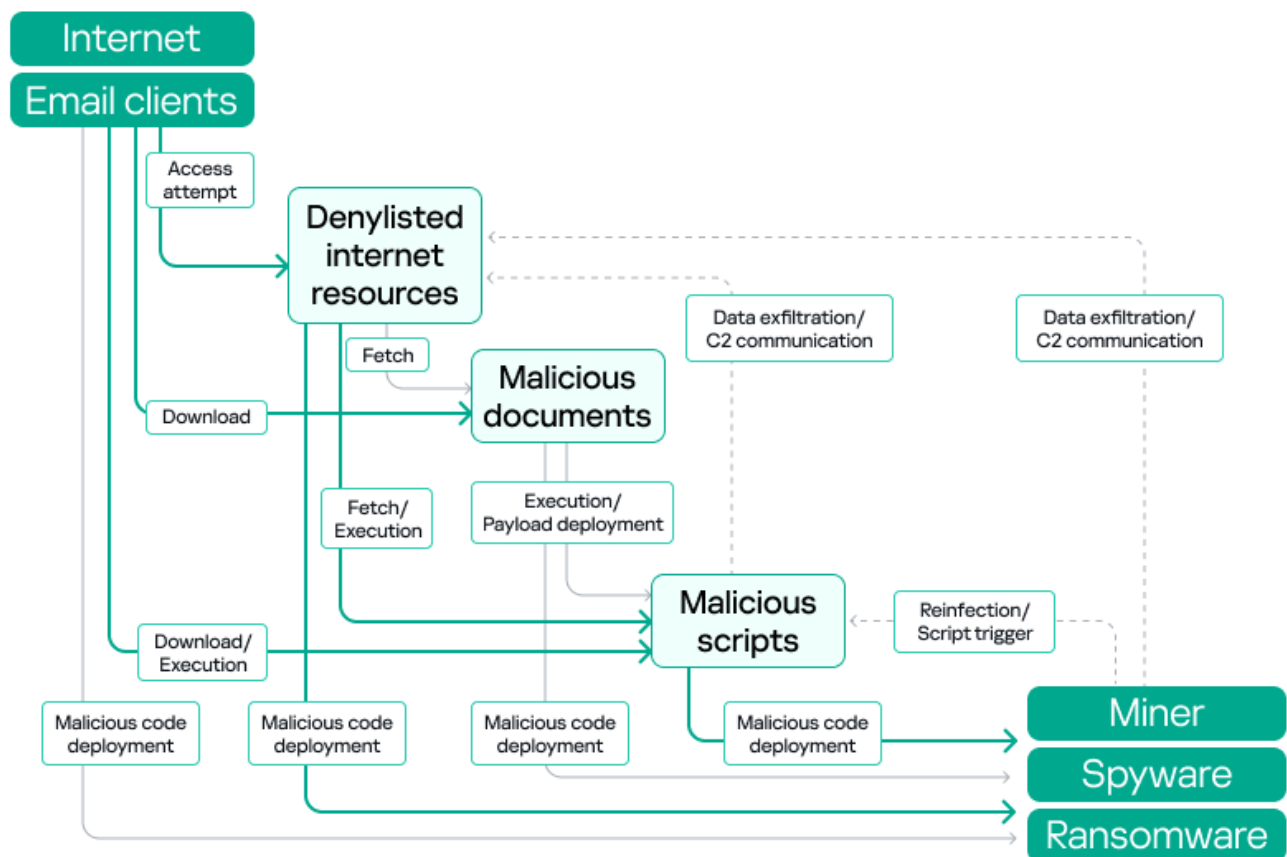 Internet
Email clients
Access
attempt
Denylisted
internet
resources
Data exfiltration/
C2 communication
Data exfiltration/
C2 communication
Fetch
Malicious
documents
Download
Fetch/
Execution
Execution/
Payload deployment
Malicious
scripts
Reinfection/
Script trigger
Download/
Execution
Malicious code
deployment
Malicious code
deployment
Malicious code
deployment
Malicious code
deployment
Miner
Spyware
Ransomware